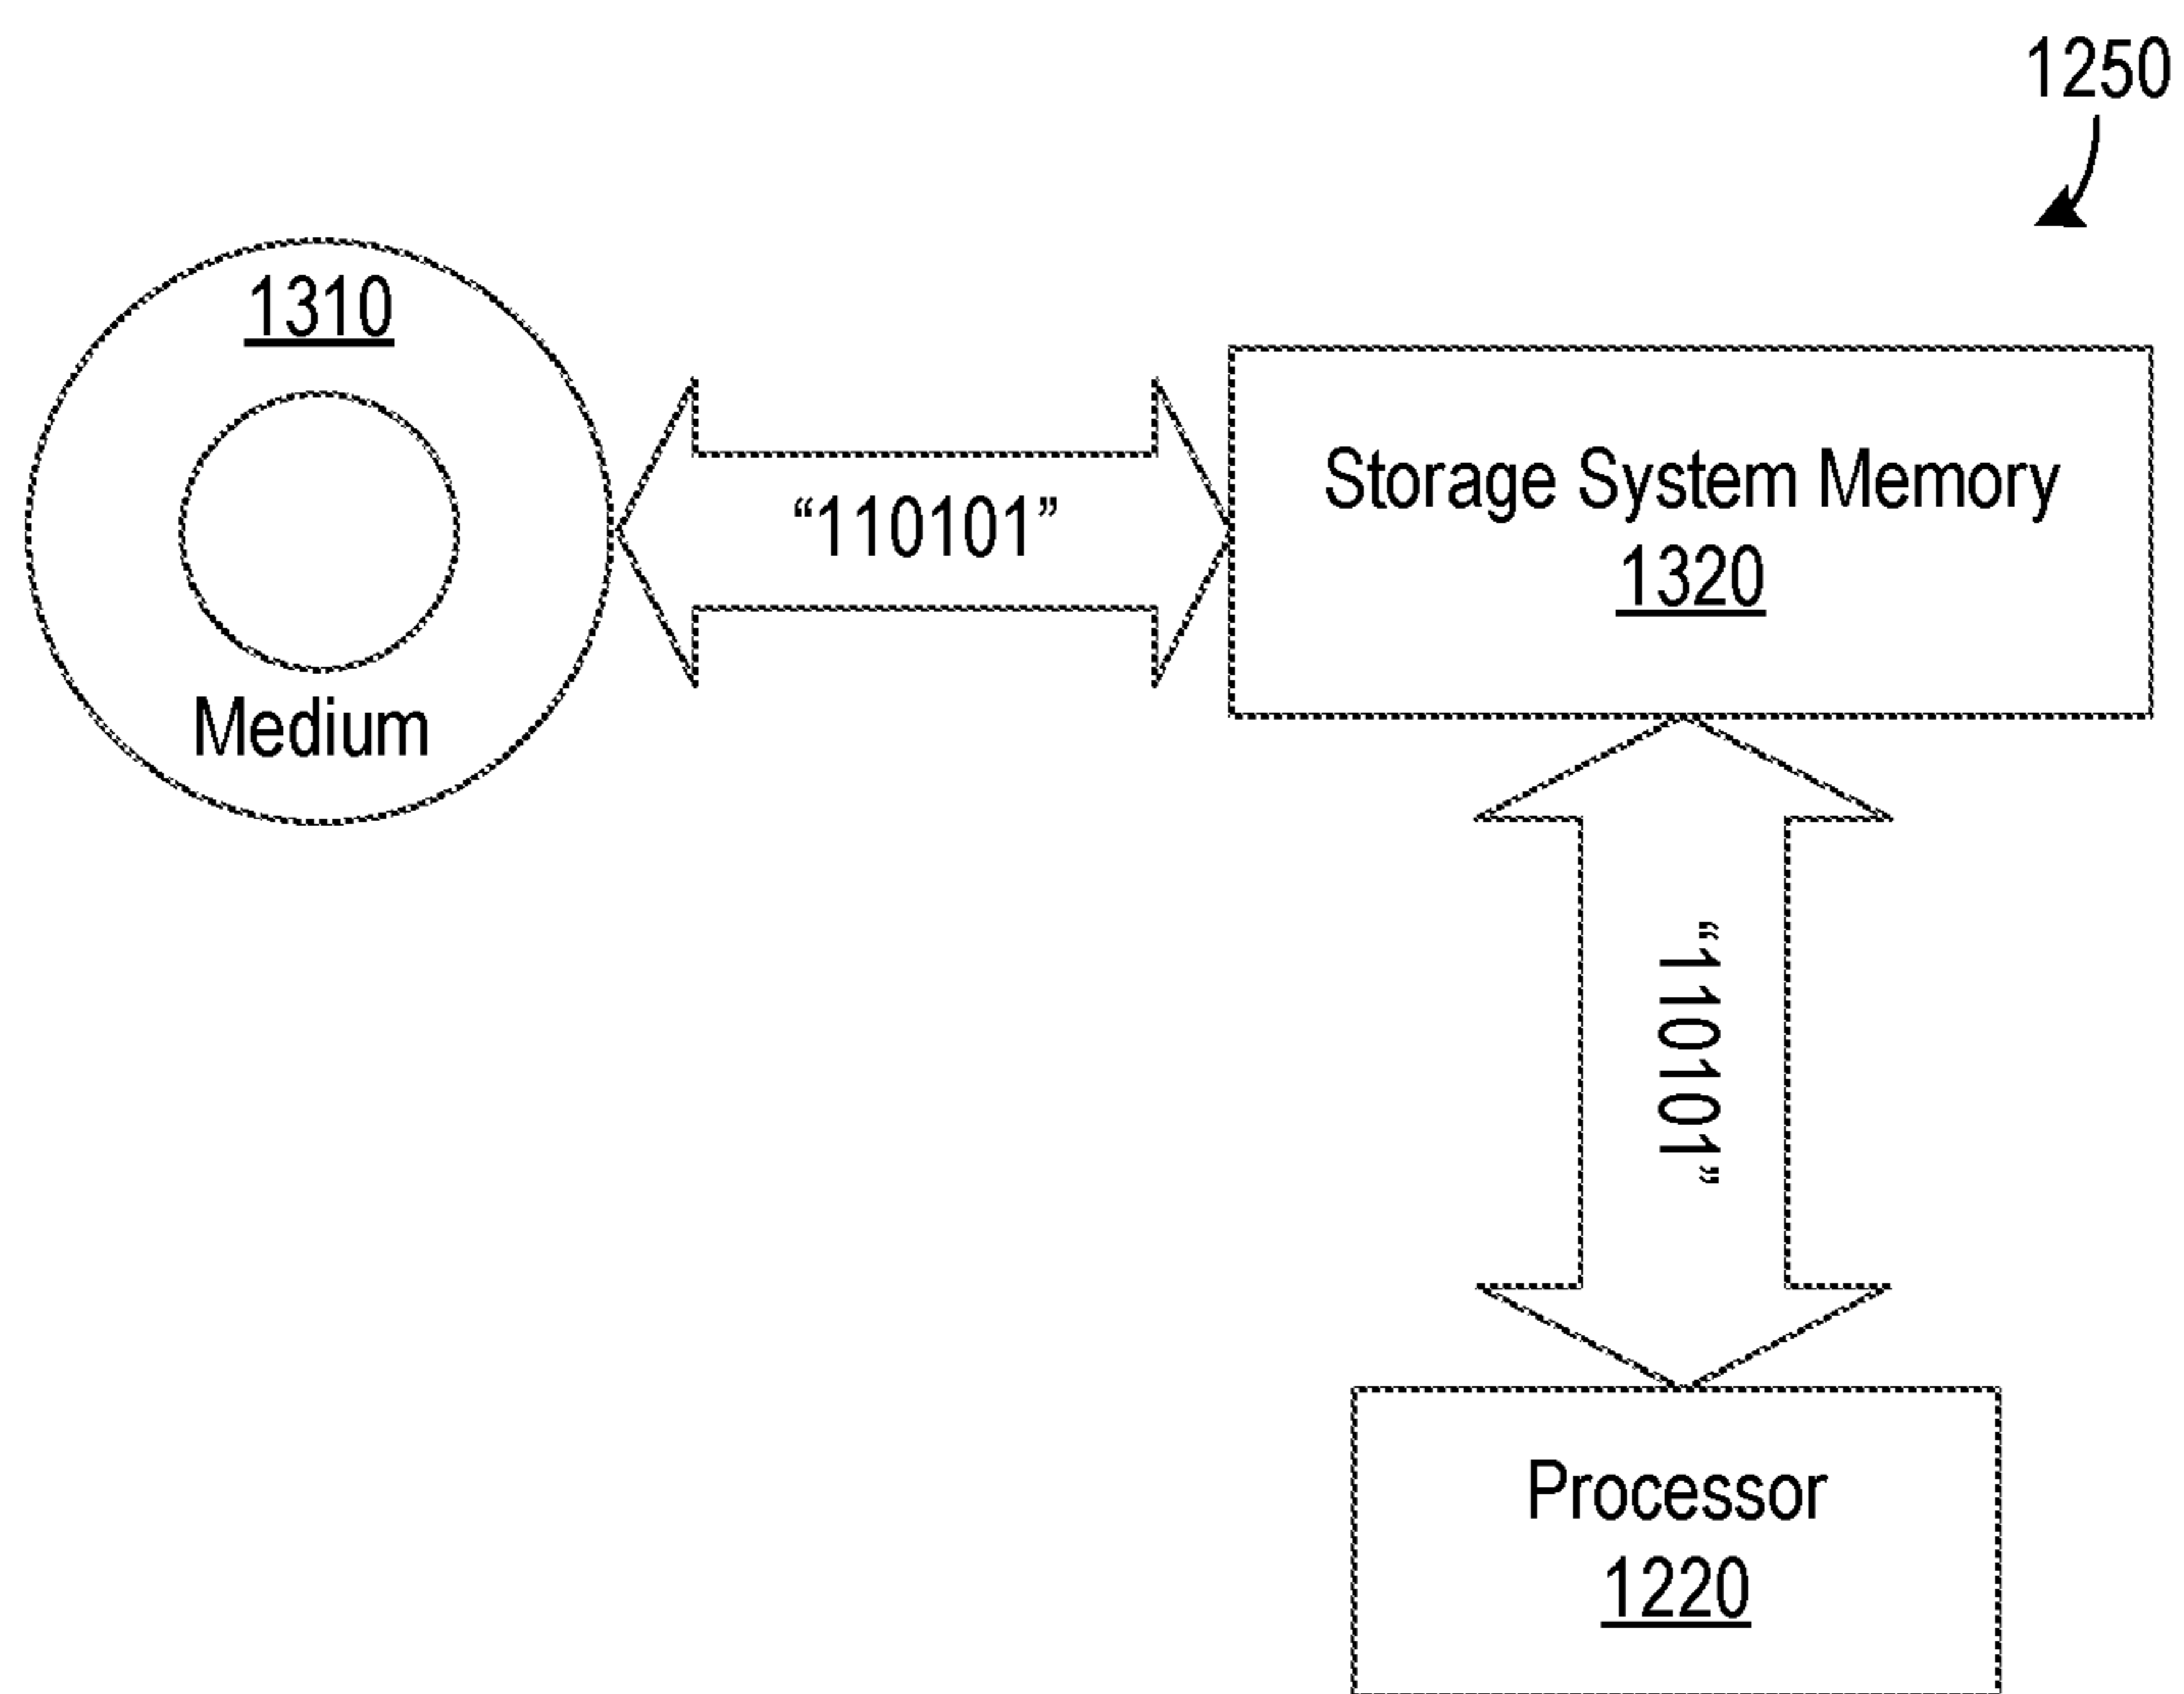 1250
1310
Medium
“110101”
Storage System Memory
1320
“110101”
Processor
1220